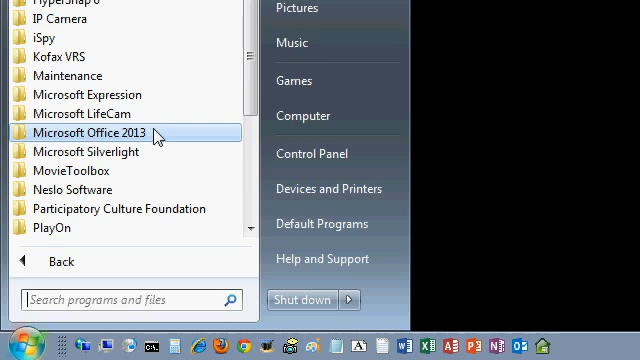 HyperSnap 6
IP Camera
iSpy
Kofax VRS
Maintenance
Microsoft Expression
Microsoft LifeCam
Microsoft Office 2013
Microsoft Silverlight
MovieToolbox
Neslo Software
Participatory Culture Foundation
PlayOn
Back
Search programs and files
Pictures
Music
Games
Computer
Control Panel
Devices and Printers
Default Programs
Help and Support
Shut down